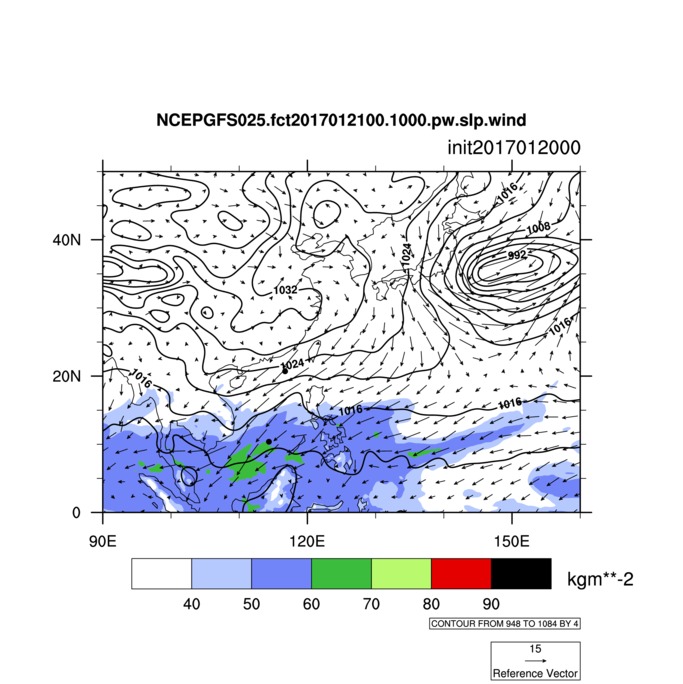 NCEPGFS025.fct2017012100.1000.pw.slp.wind
init2017012000
1016
1008
40N
1024
992
1032
1016
1024
20N
1016
1016
1016
0
90E 120E 150E
kgm**-2
40 50 60 70 80 90
CONTOUR FROM 948 TO 1084 BY 4
15
Reference Vector